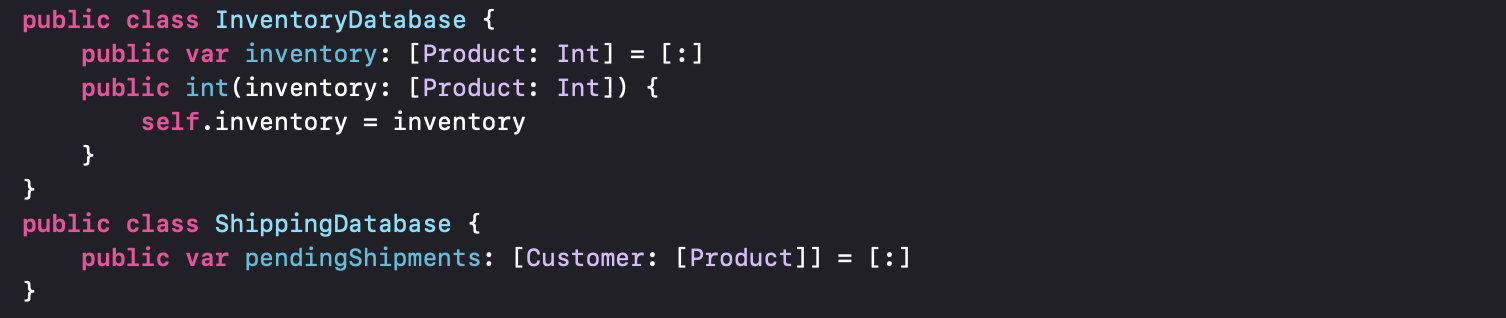 public class InventoryDatabase {
    public var inventory: [Product: Int] = [:]
    public int(inventory: [Product: Int]) {
        self.inventory = inventory
    }
}
public class ShippingDatabase {
    public var pendingShipments: [Customer: [Product]] = [:]
}